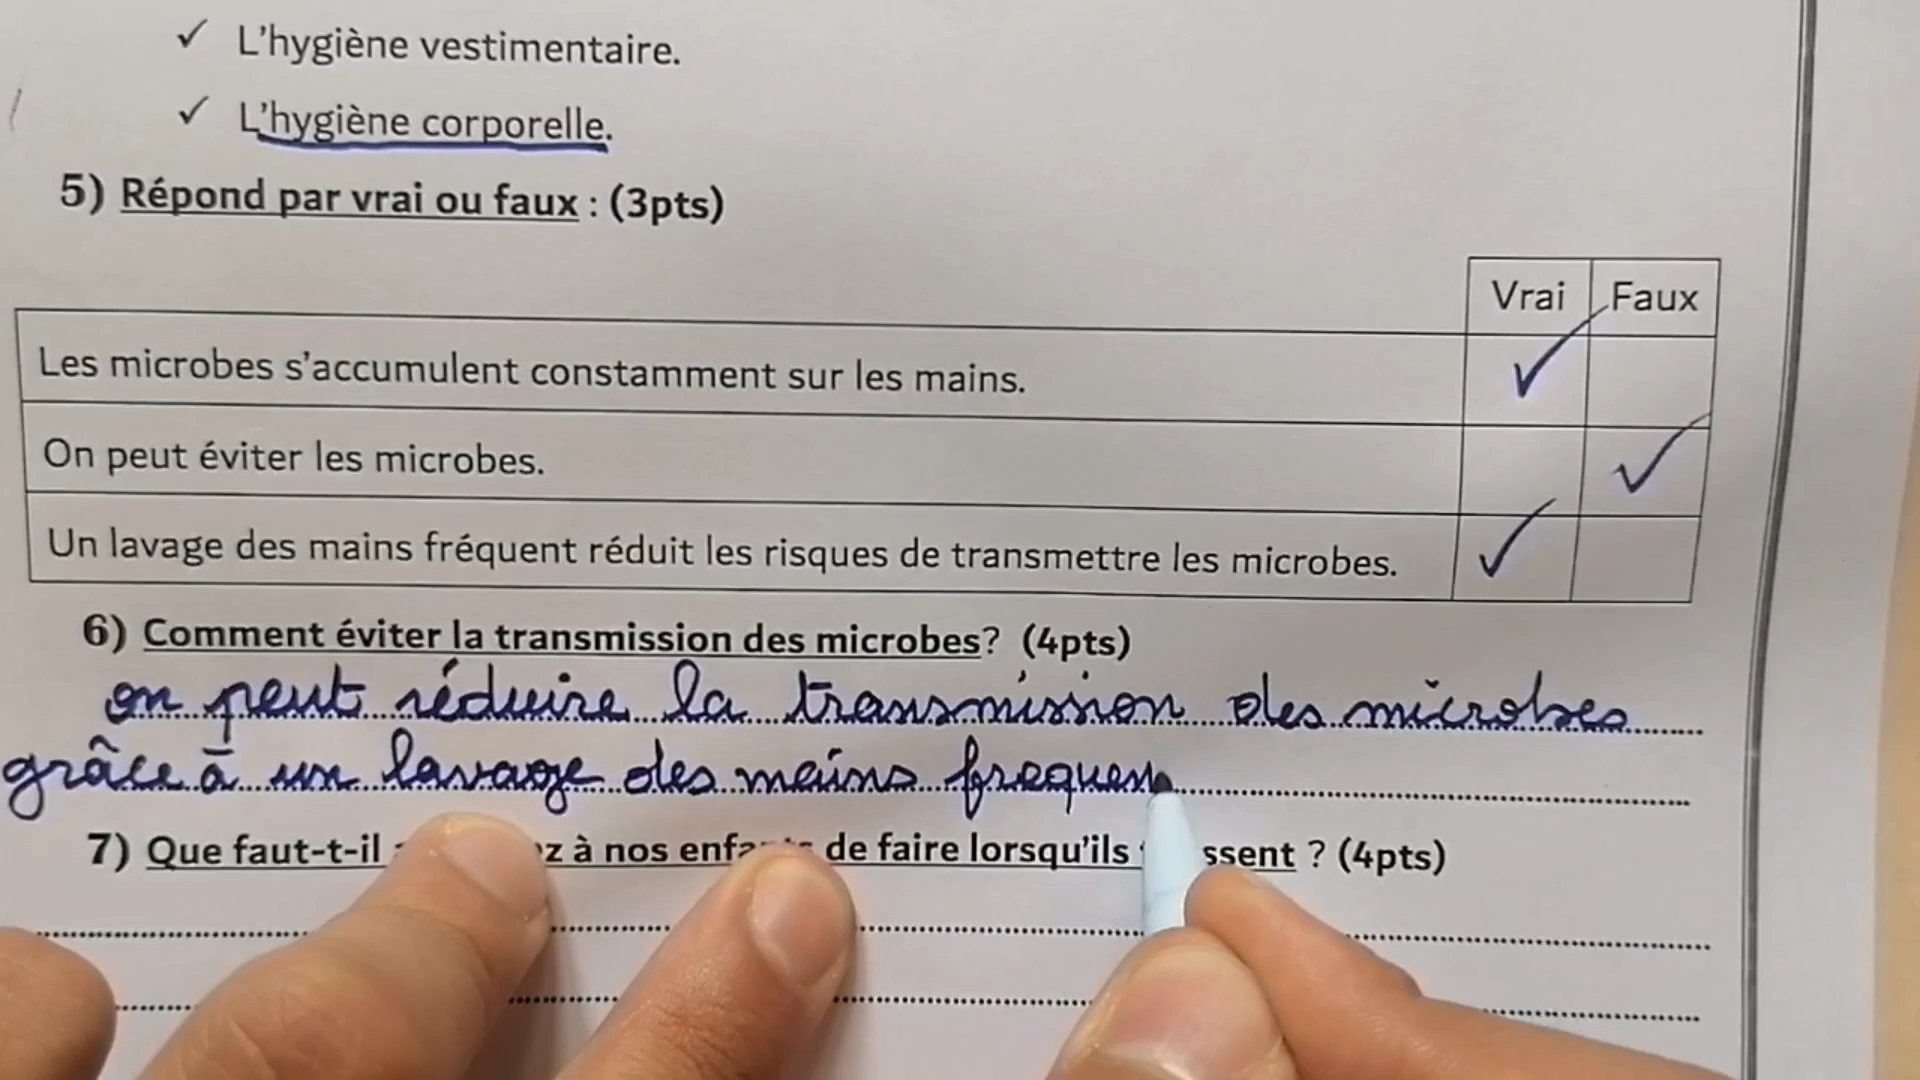 ✓ L'hygiène vestimentaire.
✓ L'hygiène corporelle.
5) Répond par vrai ou faux : (3pts)
Vrai Faux
Les microbes s'accumulent constamment sur les mains. ✓
On peut éviter les microbes. ✓
Un lavage des mains fréquent réduit les risques de transmettre les microbes. ✓
6) Comment éviter la transmission des microbes? (4pts)
on peut réduire la transmission des microbes
grâce à un lavage des mains frequen
7) Que faut-t-il à nos de faire lorsqu'ils ? (4pts)